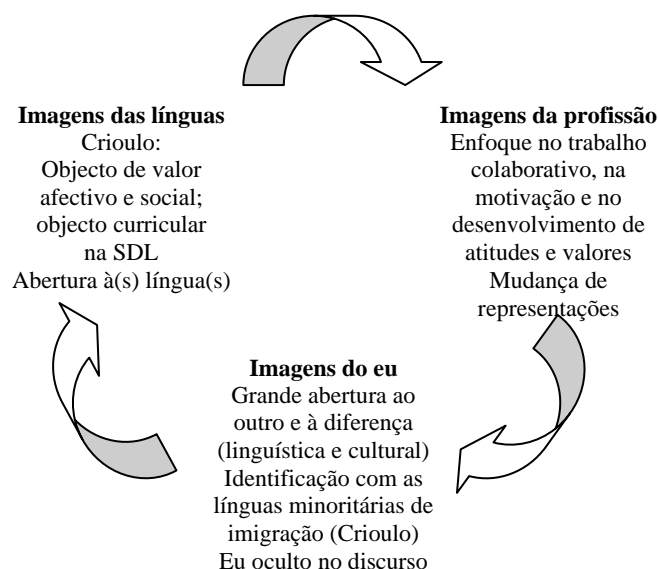 Imagens das línguas
Crioulo:
Objecto de valor
afectivo e social;
objecto curricular
na SDL
Abertura à(s) língua(s)
Imagens da profissão
Enfoque no trabalho
colaborativo, na
motivação e no
desenvolvimento de
atitudes e valores
Mudança de
representações
Imagens do eu
Grande abertura ao
outro e à diferença
(linguística e cultural)
Identificação com as
línguas minoritárias de
imigração (Crioulo)
Eu oculto no discurso